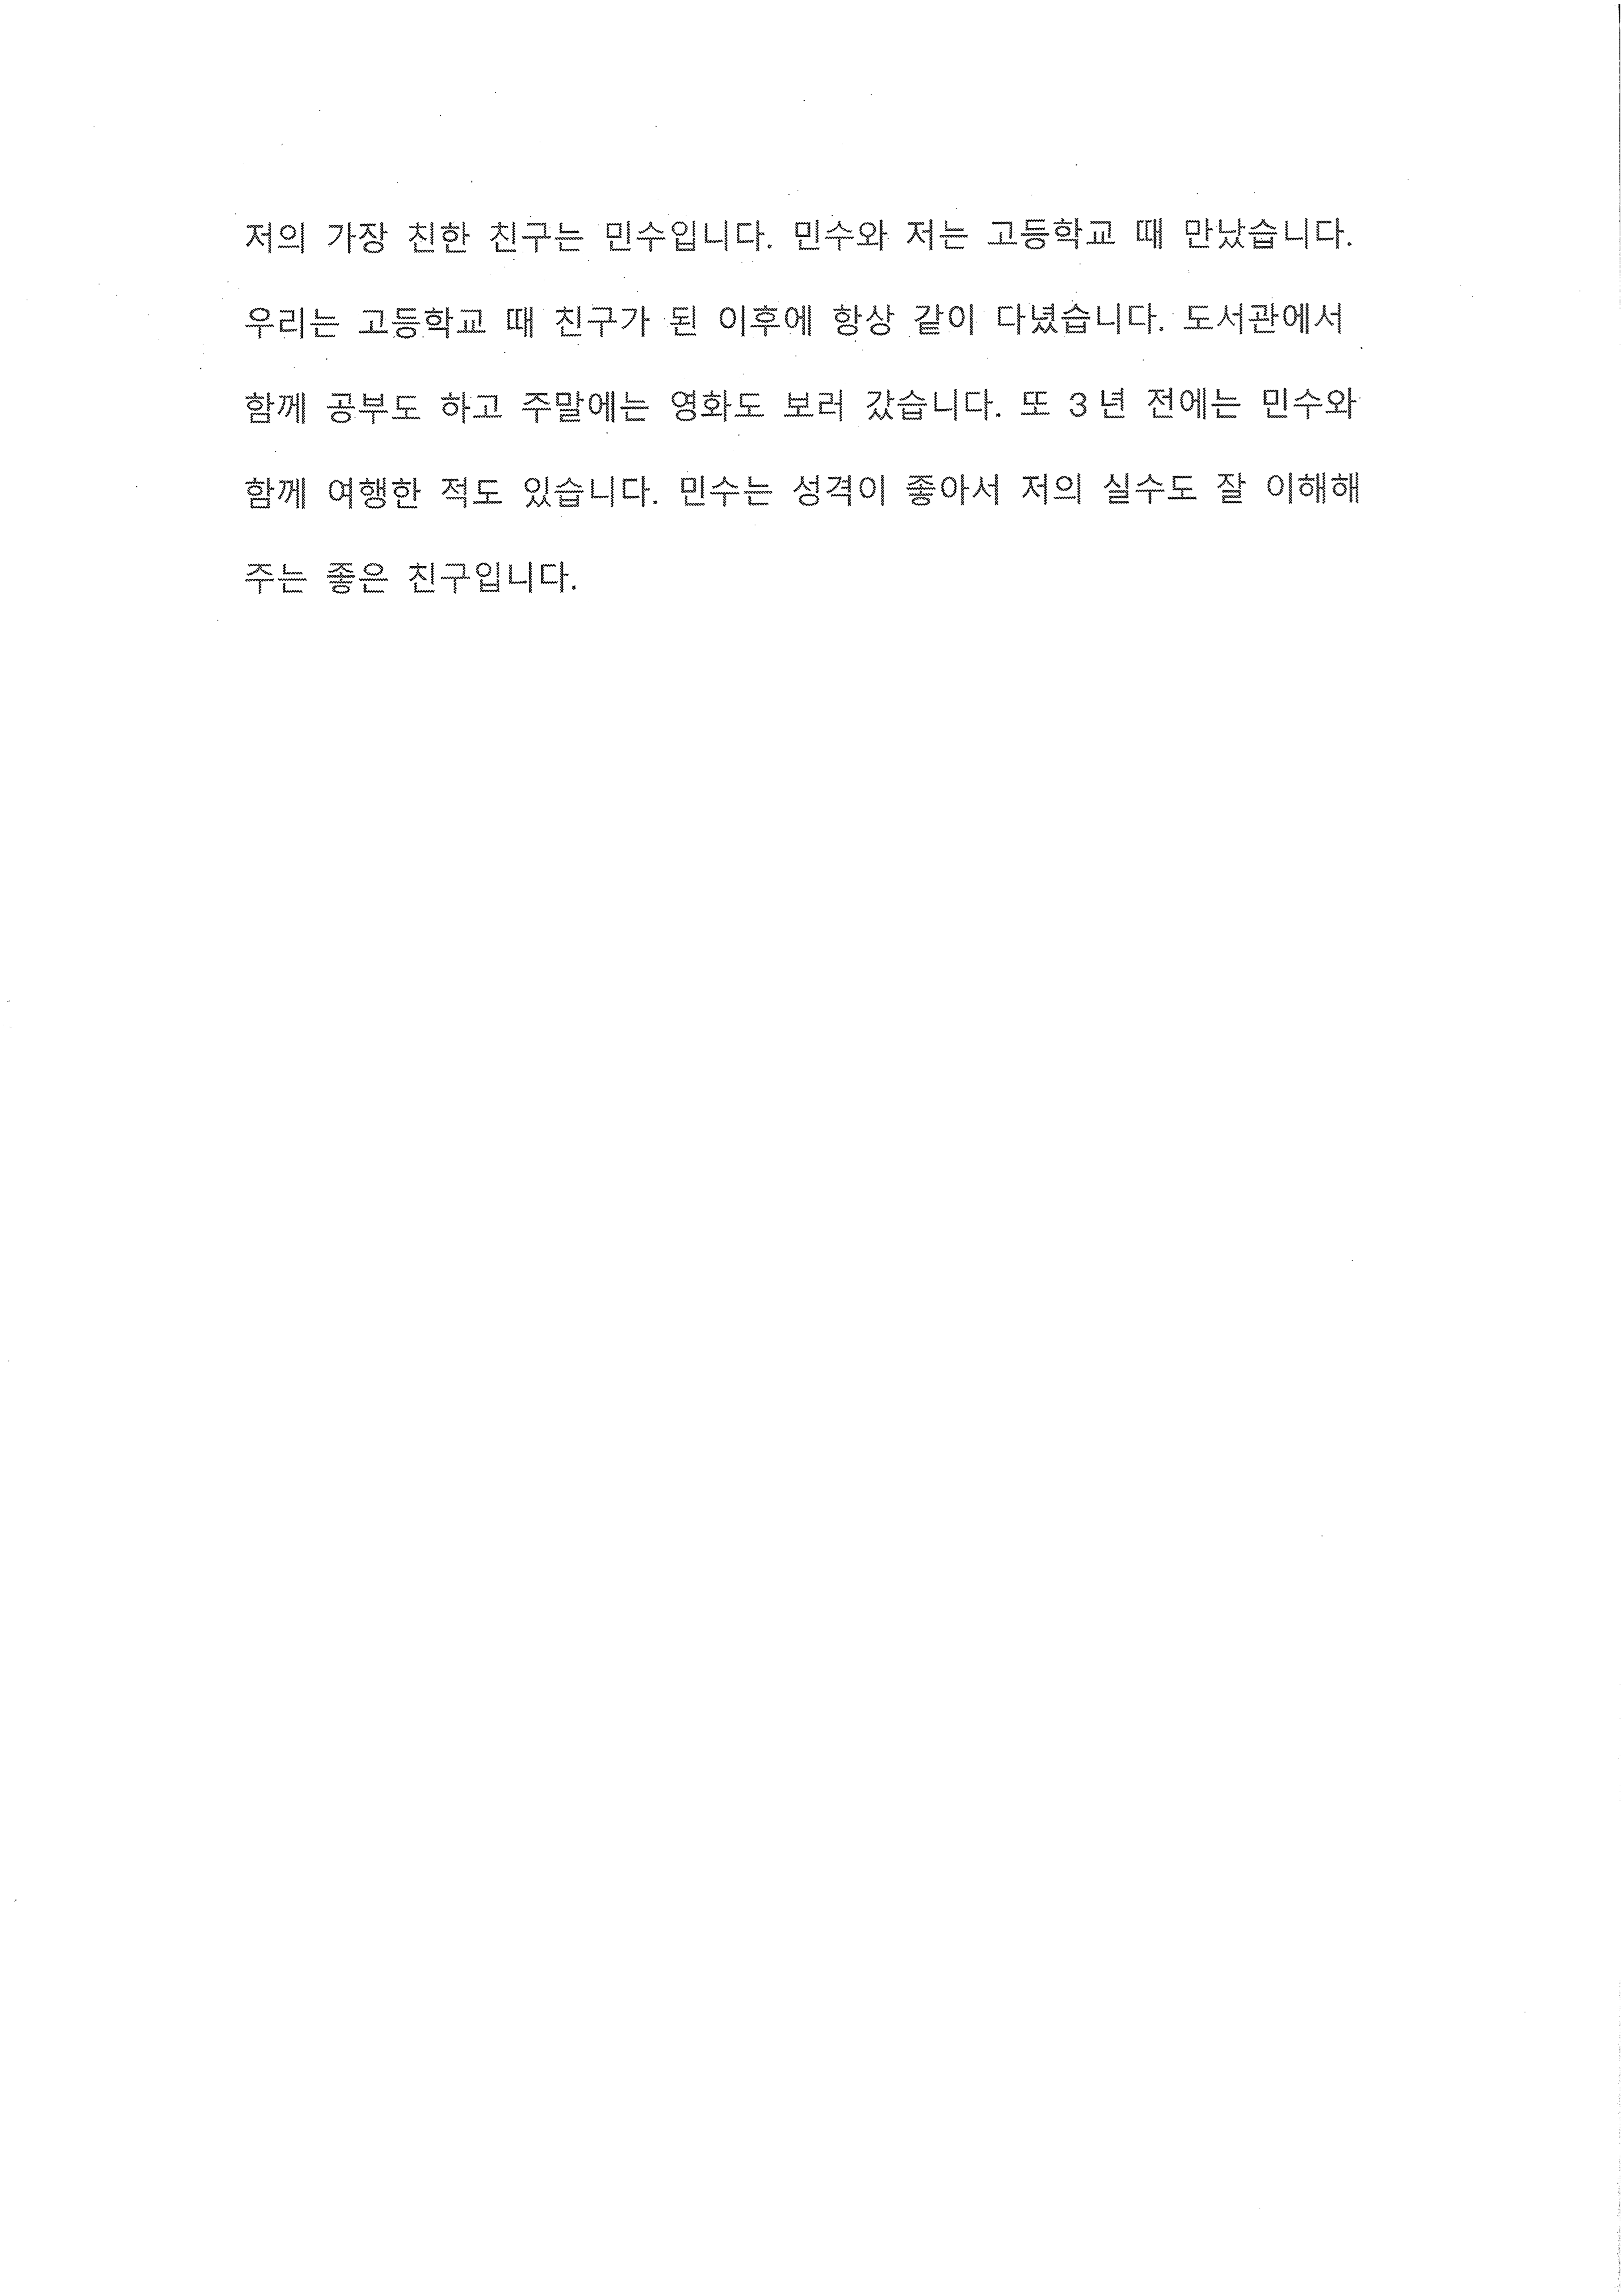 저의 가장 친한 친구는 민수입니다. 민수와 저는 고등학교 때 만났습니다.
우리는 고등학교 때 친구가 된 이후에 항상 같이 다녔습니다. 도서관에서
함께 공부도 하고 주말에는 영화도 보러 갔습니다. 또 3년 전에는 민수와
함께 여행한 적도 있습니다. 민수는 성격이 좋아서 저의 실수도 잘 이해해
주는 좋은 친구입니다.